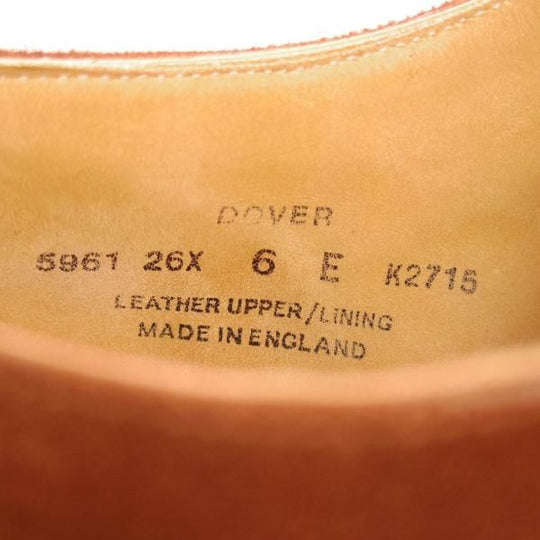 DOVER
5961 26X 6 E K2715
LEATHER UPPER/LINING
MADE IN ENGLAND